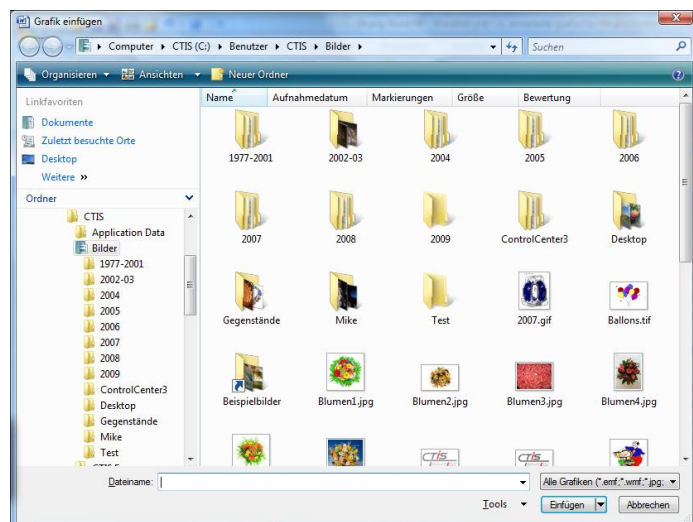 Grafik einfügen
Computer ▸ CTIS (C:) ▸ Benutzer ▸ CTIS ▸ Bilder ▸
Suchen
Organisieren Ansichten Neuer Ordner
Linkfavoriten
Dokumente
Zuletzt besuchte Orte
Desktop
Weitere »
Ordner
CTIS
Application Data
Bilder
1977-2001
2002-03
2004
2005
2006
2007
2008
2009
ControlCenter3
Desktop
Gegenstände
Mike
Test
Name Aufnahmedatum Markierungen Größe Bewertung
1977-2001 2002-03 2004 2005 2006
2007 2008 2009 ControlCenter3 Desktop
Gegenstände Mike Test 2007.gif Ballons.tif
Beispielbilder Blumen1.jpg Blumen2.jpg Blumen3.jpg Blumen4.jpg
CTIS CTIS
Dateiname:
Alle Grafiken (*.emf;*.wmf;*.jpg;
Tools Einfügen Abbrechen